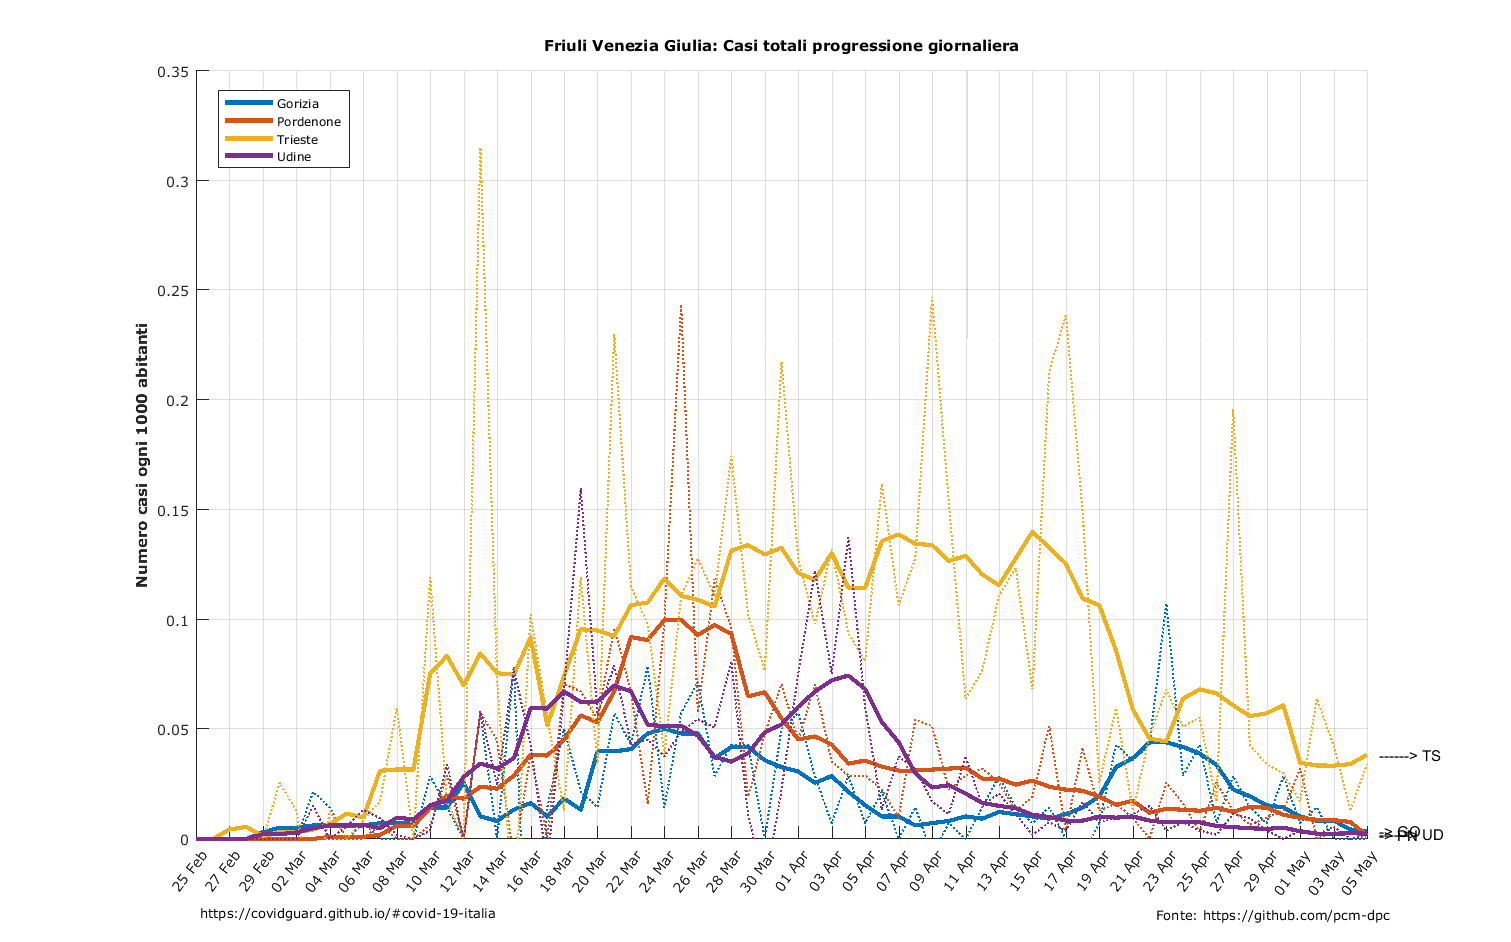 Friuli Venezia Giulia: Casi totali progressione giornaliera
Numero casi ogni 1000 abitanti
0.35
0.3
0.25
0.2
0.15
0.1
0.05
0
Gorizia
Pordenone
Trieste
Udine
------> TS
-> GO
-> PN
UD
25 Feb
27 Feb
29 Feb
02 Mar
04 Mar
06 Mar
08 Mar
10 Mar
12 Mar
14 Mar
16 Mar
18 Mar
20 Mar
22 Mar
24 Mar
26 Mar
28 Mar
30 Mar
01 Apr
03 Apr
05 Apr
07 Apr
09 Apr
11 Apr
13 Apr
15 Apr
17 Apr
19 Apr
21 Apr
23 Apr
25 Apr
27 Apr
29 Apr
01 May
03 May
05 May
https://covidguard.github.io/#covid-19-italia
Fonte: https://github.com/pcm-dpc